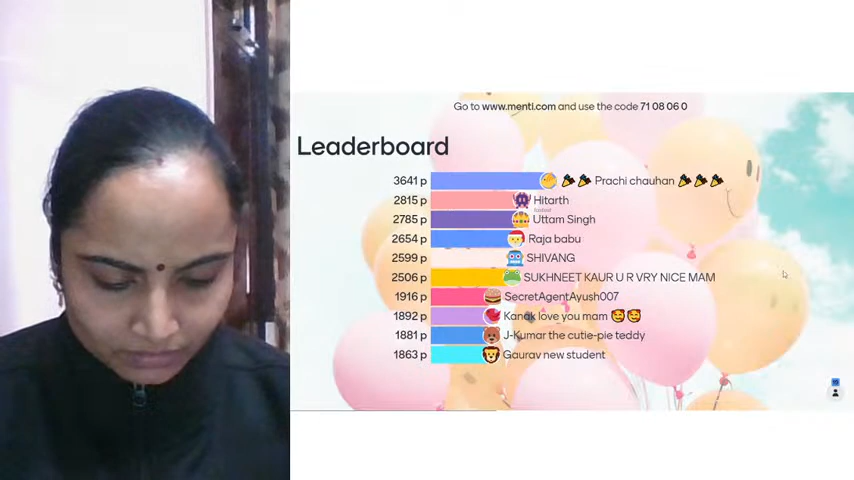 Go to www.menti.com and use the code 71 08 06 0
Leaderboard
3641 p Prachi chauhan
2815 p Hitarth
fastest
2785 p Uttam Singh
2654 p Raja babu
2599 p SHIVANG
2506 p SUKHNEET KAUR U R VRY NICE MAM
1916 p SecretAgentAyush007
1892 p Kanak love you mam 🥰 🥰
1881 p J-Kumar the cutie-pie teddy
1863 p Gaurav new student